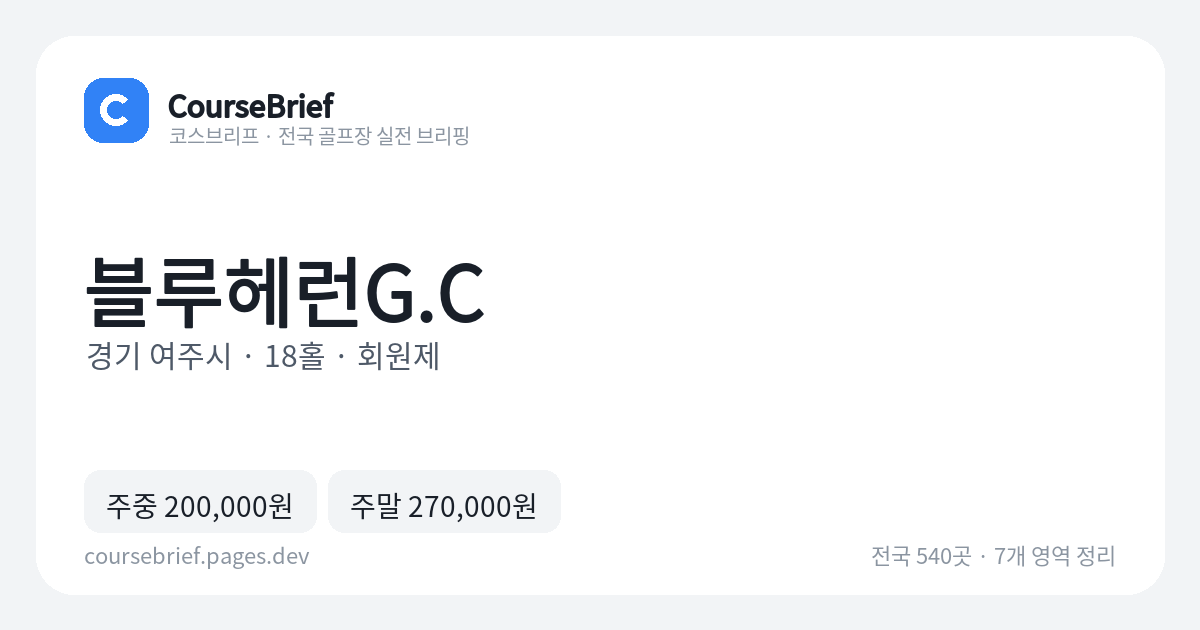 C
CourseBrief
코스브리프 · 전국 골프장 실전 브리핑
블루헤런G.C
경기 여주시 · 18홀 · 회원제
주중 200,000원
주말 270,000원
coursebrief.pages.dev
전국 540곳 · 7개 영역 정리